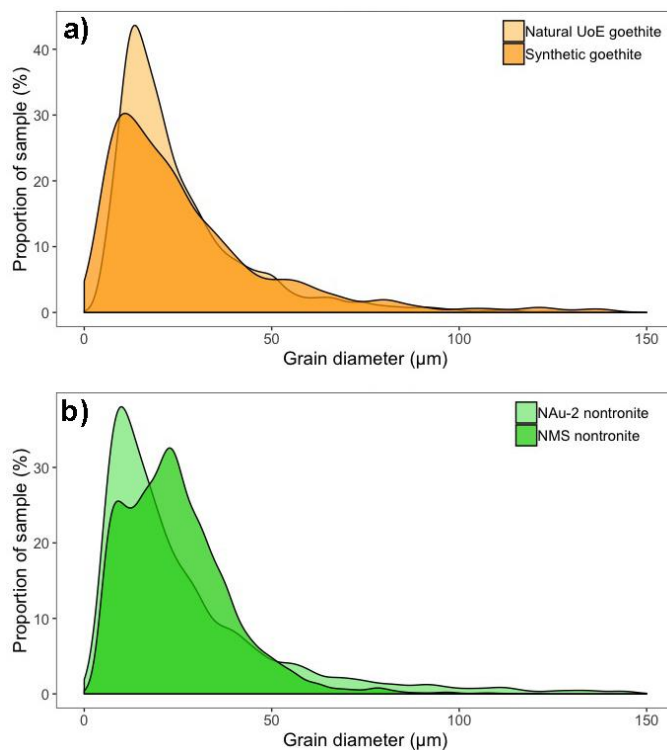 a)
Natural UoE goethite
Synthetic goethite
Proportion of sample (%)
40
30
20
10
0
0 50 100 150
Grain diameter (μm)
b)
NAu-2 nontronite
NMS nontronite
Proportion of sample (%)
30
20
10
0
0 50 100 150
Grain diameter (μm)